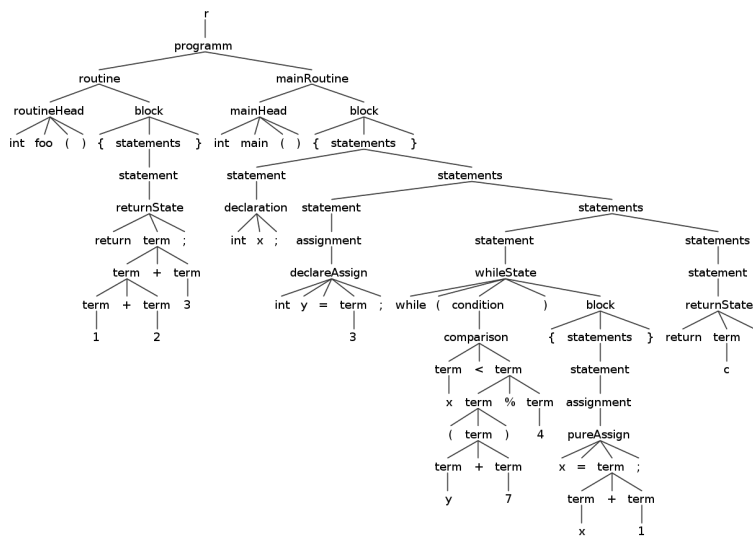 r
programm
routine mainRoutine
routineHead block mainHead block
int foo ( ) { statements } int main ( ) { statements }
statement statement statements
returnState declaration statement statements
return term ; int x ; assignment statement statements
term + term declareAssign whileState statement
term + term 3 int y = term ; while ( condition ) block returnState
1 2 3 comparison { statements } return term
term < term statement c
x term % term assignment
( term ) 4 pureAssign
term + term x = term ;
y 7 term + term
x 1